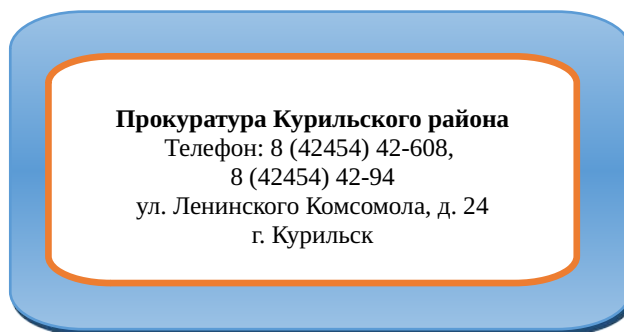 Прокуратура Курильского района
Телефон: 8 (42454) 42-608,
8 (42454) 42-94
ул. Ленинского Комсомола, д. 24
г. Курильск